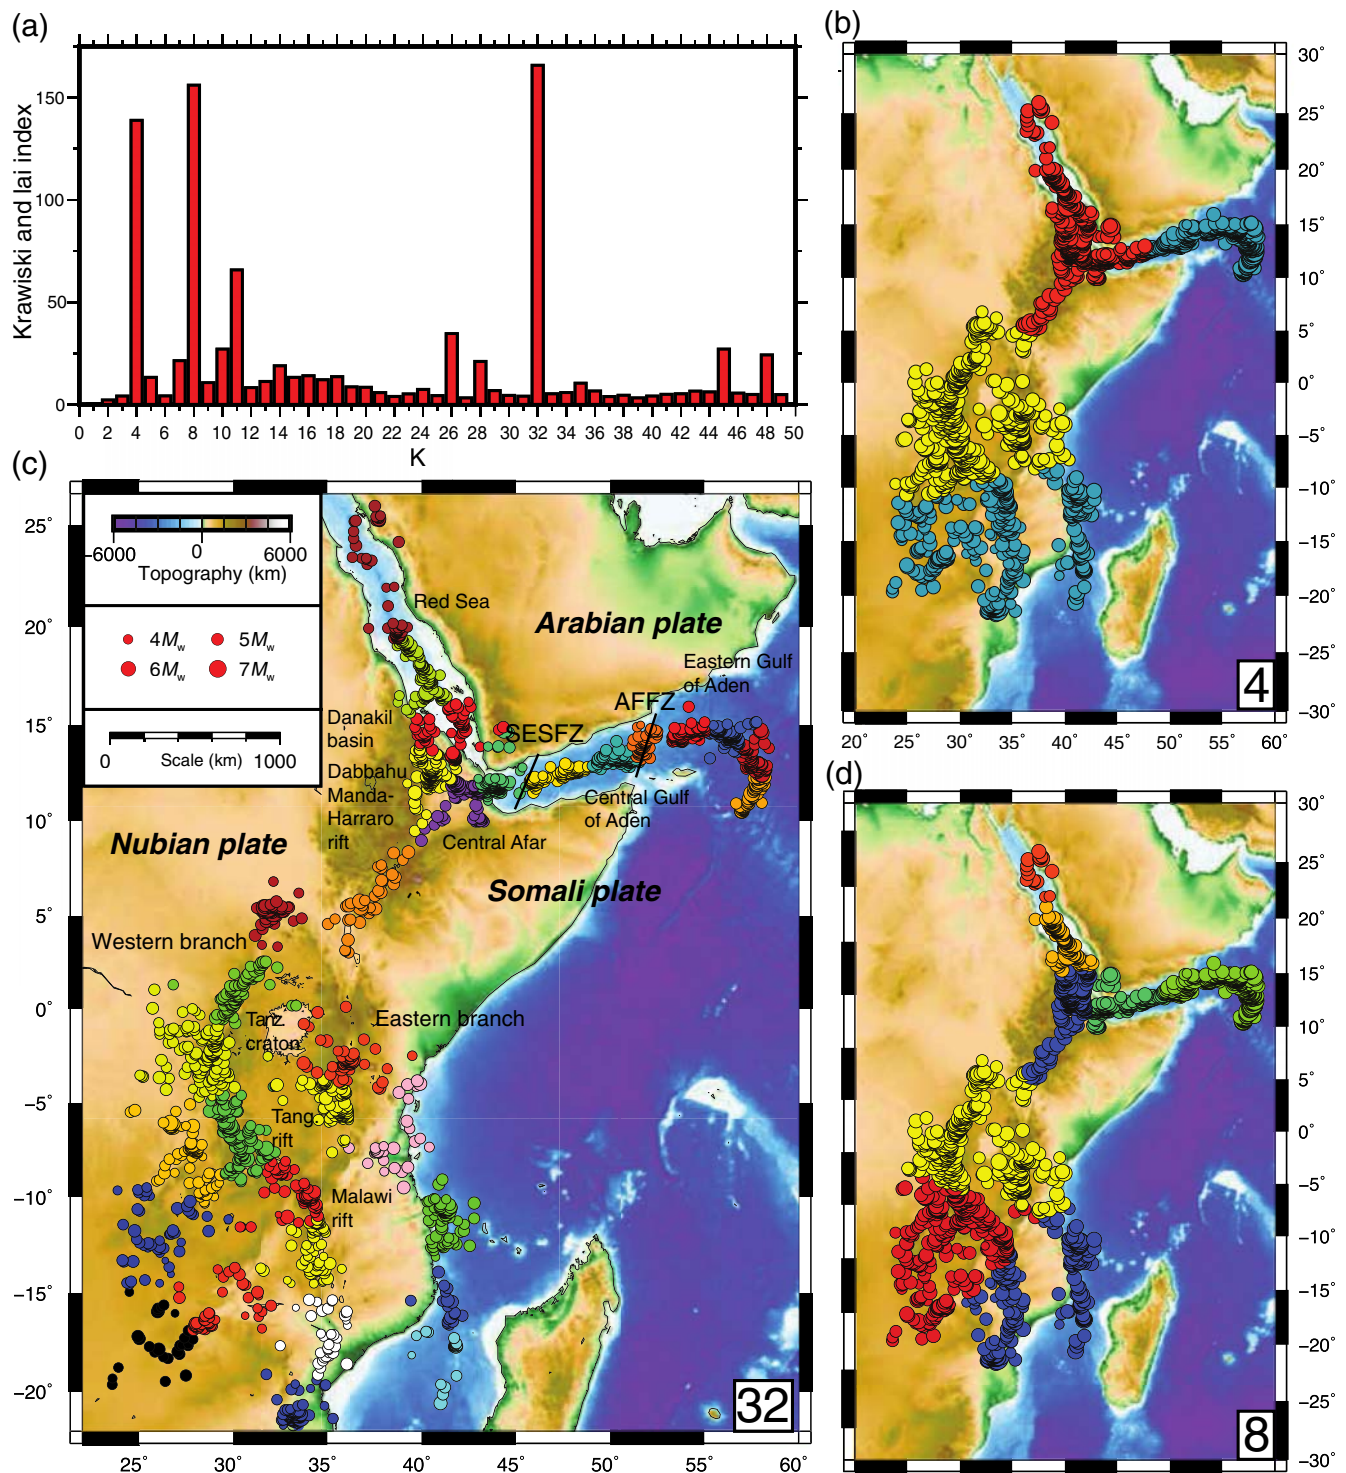 (a)
Krawiski and lai index
150
100
50
0
0 2 4 6 8 10 12 14 16 18 20 22 24 26 28 30 32 34 36 38 40 42 44 46 48 50
K
(b)
30°
25°
20°
15°
10°
5°
0°
−5°
−10°
−15°
−20°
−25°
−30°
20° 25° 30° 35° 40° 45° 50° 55° 60°
4
(c)
25°
20°
15°
10°
5°
0°
−5°
−10°
−15°
−20°
25° 30° 35° 40° 45° 50° 55° 60°
−6000 0 6000
Topography (km)
4Mw 5Mw
6Mw 7Mw
0 Scale (km) 1000
Red Sea
Arabian plate
Eastern Gulf
of Aden
AFFZ
SESFZ
Danakil
basin
Dabbahu
Manda-
Harraro
rift
Central Gulf
of Aden
Central Afar
Nubian plate
Somali plate
Western branch
Eastern branch
Tanz
craton
Tang
rift
Malawi
rift
32
(d)
30°
25°
20°
15°
10°
5°
0°
−5°
−10°
−15°
−20°
−25°
−30°
8